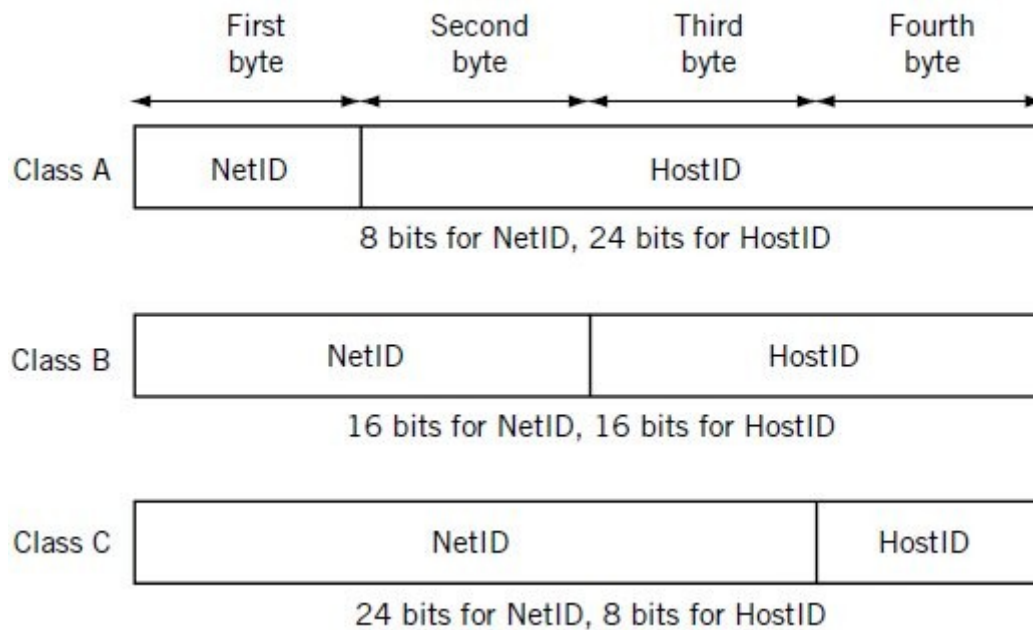 First byte
Second byte
Third byte
Fourth byte
Class A
NetID
HostID
8 bits for NetID, 24 bits for HostID
Class B
NetID
HostID
16 bits for NetID, 16 bits for HostID
Class C
NetID
HostID
24 bits for NetID, 8 bits for HostID